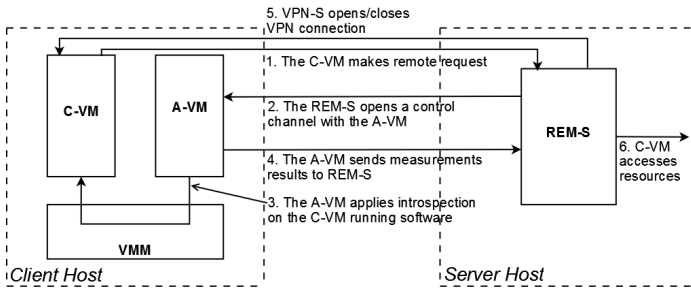 5. VPN-S opens/closes
VPN connection
1. The C-VM makes remote request
C-VM
A-VM
2. The REM-S opens a control
channel with the A-VM
REM-S
4. The A-VM sends measurements
results to REM-S
6. C-VM
accesses
resources
3. The A-VM applies introspection
on the C-VM running software
VMM
Client Host
Server Host